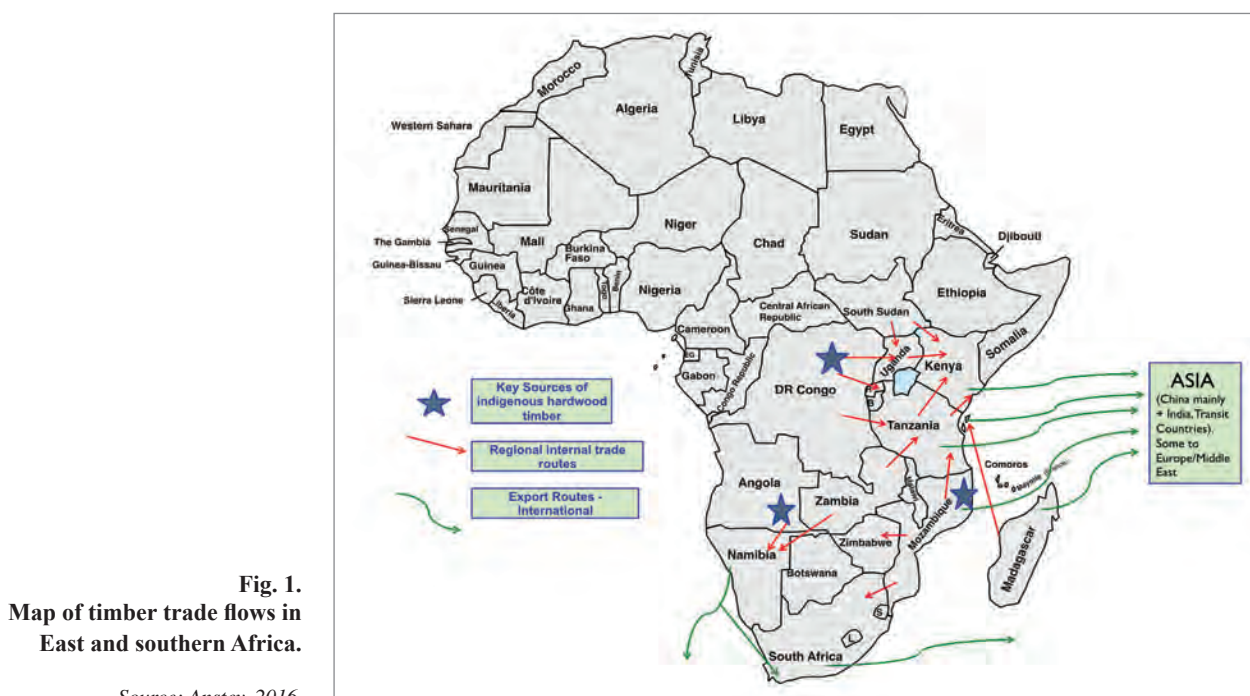 Morocco
Tunisia
Algeria
Libya
Egypt
Western Sahara
Mauritania
Mali
Niger
Chad
Sudan
Eritrea
Djibouti
Senegal
The Gambia
Guinea-Bissau
Guinea
Burkina
Faso
Sierra Leone
Liberia
Côte
d'Ivoire
Ghana
Togo
Benin
Nigeria
Ethiopia
Somalia
Central African
Republic
South Sudan
Cameroon
EG
Gabon
Congo Republic
DR Congo
Uganda
Kenya
R
B
Tanzania
Key Sources of
indigenous hardwood
timber
Regional internal trade
routes
Export Routes -
International
ASIA
(China mainly
+ India, Transit
Countries).
Some to
Europe/Middle
East
Angola
Zambia
Malawi
Comoros
Mozambique
Namibia
Zimbabwe
Botswana
Madagascar
S
L
South Africa
Fig. 1.
Map of timber trade flows in
East and southern Africa.
Source: Anstey, 2016.